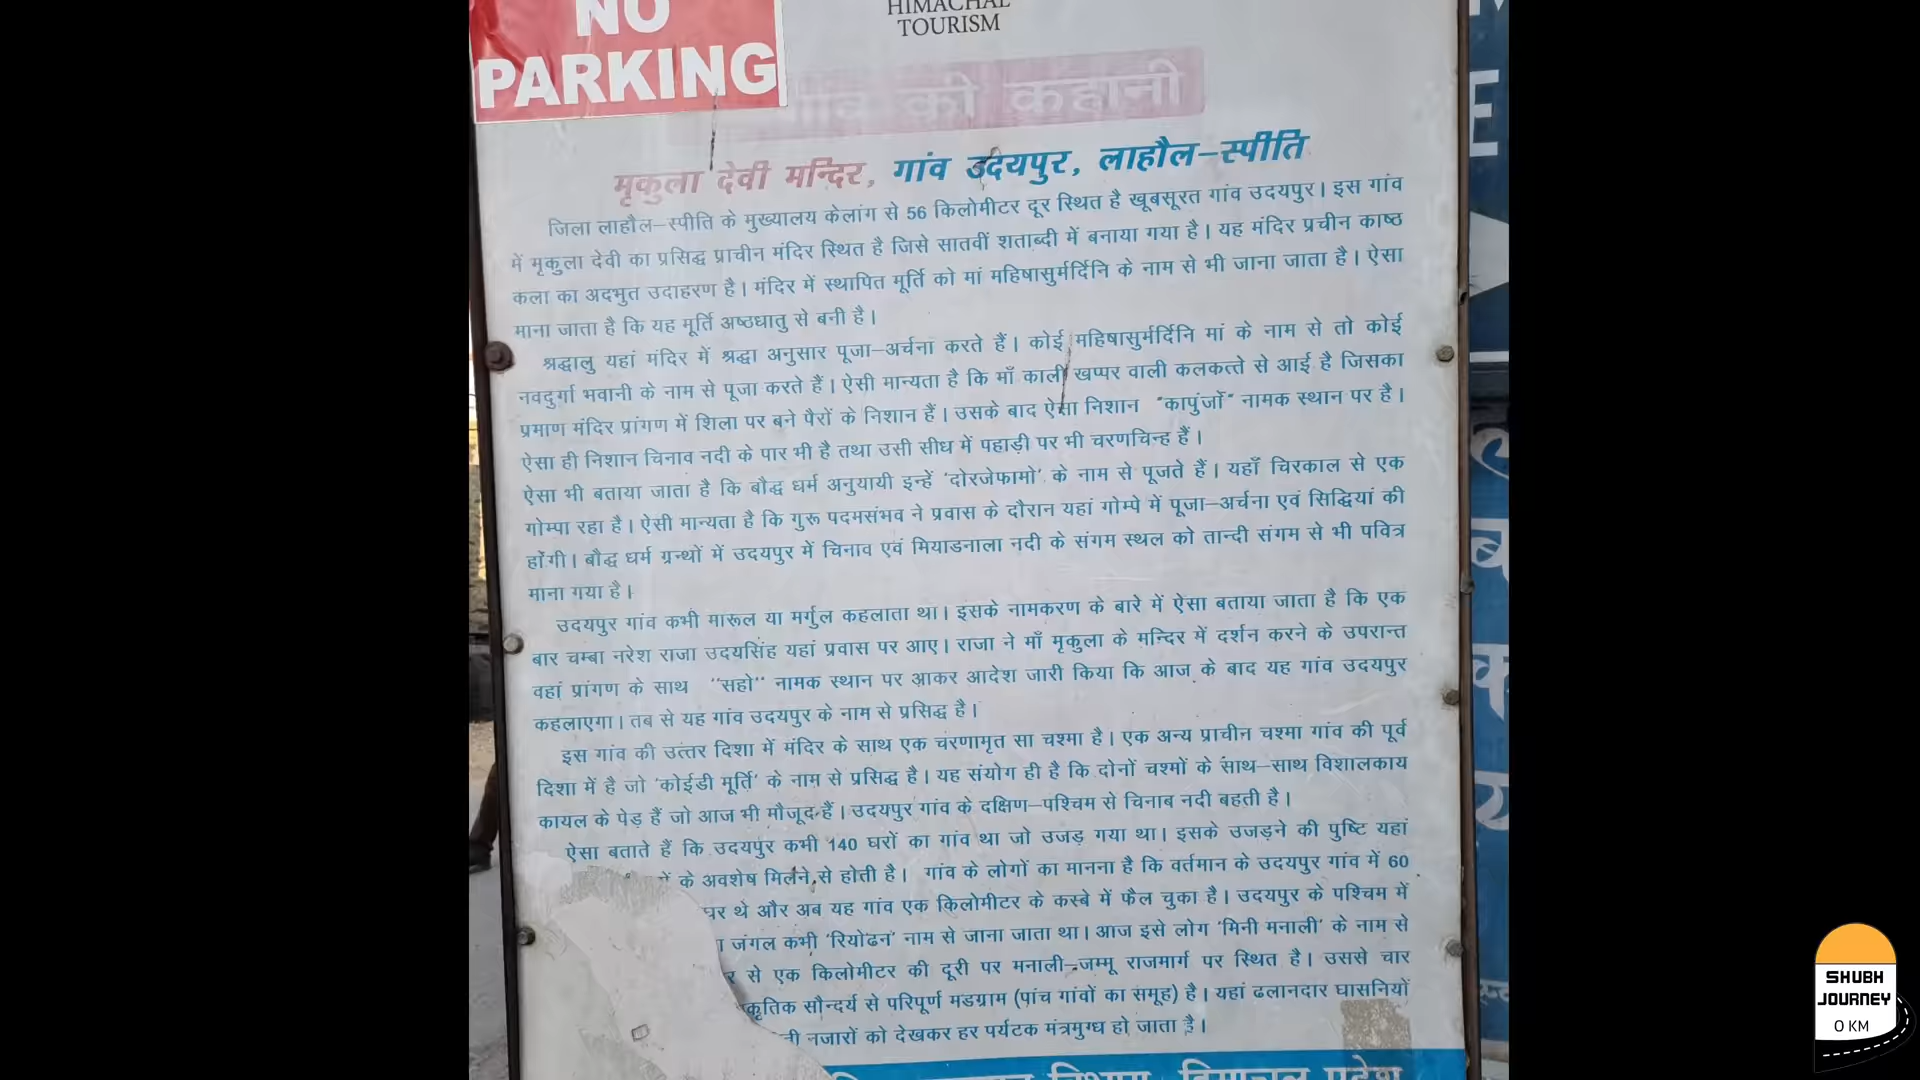 NO
PARKING
HIMACHAL
TOURISM
की कहानी
मृकुला देवी मन्दिर, गांव उदयपुर, लाहौल–स्पीति
जिला लाहौल–स्पीति के मुख्यालय केलांग से 56 किलोमीटर दूर स्थित है खूबसूरत गांव उदयपुर। इस गांव
में मृकुला देवी का प्रसिद्ध प्राचीन मंदिर स्थित है जिसे सातवीं शताब्दी में बनाया गया है। यह मंदिर प्रचीन काष्ठ
कला का अदभुत उदाहरण है। मंदिर में स्थापित मूर्ति को मां महिषासुर्मर्दिनि के नाम से भी जाना जाता है। ऐसा
माना जाता है कि यह मूर्ति अष्ठधातु से बनी है।
श्रद्धालु यहां मंदिर में श्रद्धा अनुसार पूजा–अर्चना करते हैं। कोई महिषासुर्मर्दिनि मां के नाम से तो कोई
नवदुर्गा भवानी के नाम से पूजा करते हैं। ऐसी मान्यता है कि माँ काली खप्पर वाली कलकत्ते से आई है जिसका
प्रमाण मंदिर प्रांगण में शिला पर बने पैरों के निशान हैं। उसके बाद ऐसा निशान "कापुंजों" नामक स्थान पर है।
ऐसा ही निशान चिनाव नदी के पार भी है तथा उसी सीध में पहाड़ी पर भी चरणचिन्ह हैं।
ऐसा भी बताया जाता है कि बौद्ध धर्म अनुयायी इन्हें 'दोरजेफामो' के नाम से पूजते हैं। यहाँ चिरकाल से एक
गोम्पा रहा है। ऐसी मान्यता है कि गुरू पदमसंभव ने प्रवास के दौरान यहां गोम्पे में पूजा–अर्चना एवं सिद्धियां की
होंगी। बौद्ध धर्म ग्रन्थों में उदयपुर में चिनाव एवं मियाडनाला नदी के संगम स्थल को तान्दी संगम से भी पवित्र
माना गया है।
उदयपुर गांव कभी मारूल या मर्गुल कहलाता था। इसके नामकरण के बारे में ऐसा बताया जाता है कि एक
बार चम्बा नरेश राजा उदयसिंह यहां प्रवास पर आए। राजा ने माँ मृकुला के मन्दिर में दर्शन करने के उपरान्त
वहां प्रांगण के साथ "सहो" नामक स्थान पर आकर आदेश जारी किया कि आज के बाद यह गांव उदयपुर
कहलाएगा। तब से यह गांव उदयपुर के नाम से प्रसिद्ध है।
इस गांव की उत्तर दिशा में मंदिर के साथ एक चरणामृत सा चश्मा है। एक अन्य प्राचीन चश्मा गांव की पूर्व
दिशा में है जो 'कोईडी मूर्ति' के नाम से प्रसिद्ध है। यह संयोग ही है कि दोनों चश्मों के साथ–साथ विशालकाय
कायल के पेड़ हैं जो आज भी मौजूद हैं। उदयपुर गांव के दक्षिण–पश्चिम से चिनाब नदी बहती है।
ऐसा बताते हैं कि उदयपुर कभी 140 घरों का गांव था जो उजड़ गया था। इसके उजड़ने की पुष्टि यहां
के अवशेष मिलने से होती है। गांव के लोगों का मानना है कि वर्तमान के उदयपुर गांव में 60
घर थे और अब यह गांव एक किलोमीटर के कस्बे में फैल चुका है। उदयपुर के पश्चिम में
जंगल कभी 'रियोढन' नाम से जाना जाता था। आज इसे लोग 'मिनी मनाली' के नाम से
से एक किलोमीटर की दूरी पर मनाली–जम्मू राजमार्ग पर स्थित है। उससे चार
कृतिक सौन्दर्य से परिपूर्ण मडग्राम (पांच गांवों का समूह) है। यहां ढलानदार घासनियों
नजारों को देखकर हर पर्यटक मंत्रमुग्ध हो जाता है।
SHUBH
JOURNEY
0 KM